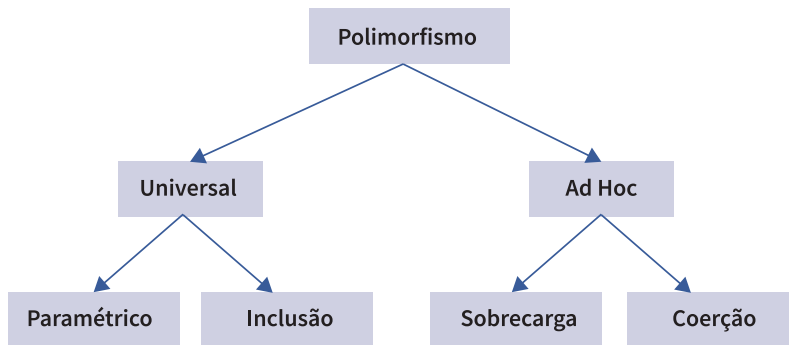 Polimorfismo
Universal
Ad Hoc
Paramétrico
Inclusão
Sobrecarga
Coerção